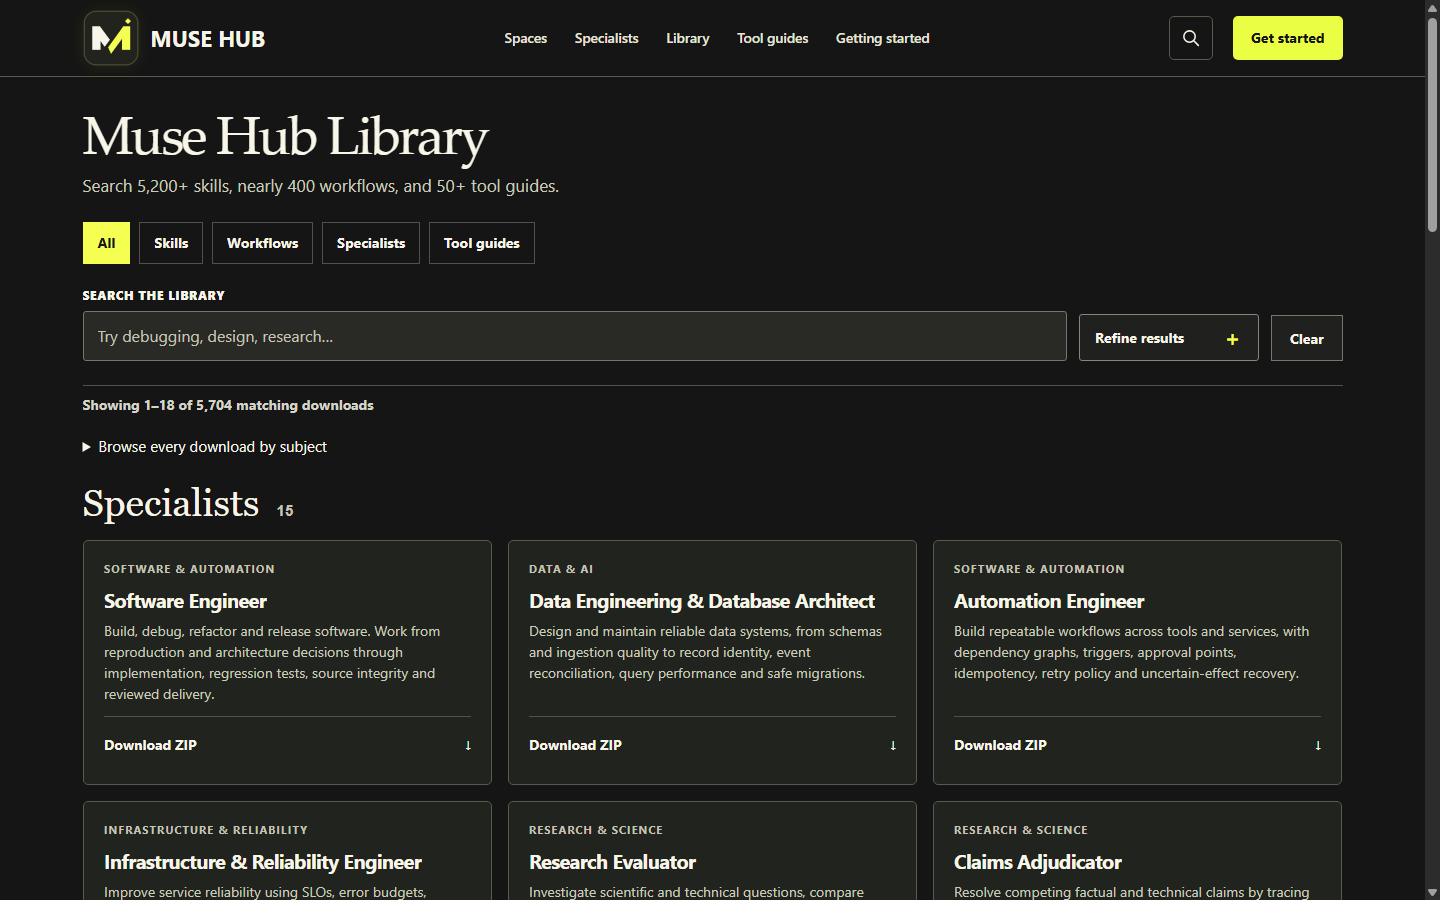 MUSE HUB
Spaces
Specialists
Library
Tool guides
Getting started
Get started
Muse Hub Library
Search 5,200+ skills, nearly 400 workflows, and 50+ tool guides.
All
Skills
Workflows
Specialists
Tool guides
SEARCH THE LIBRARY
Try debugging, design, research...
Refine results +
Clear
Showing 1–18 of 5,704 matching downloads
Browse every download by subject
Specialists 15
SOFTWARE & AUTOMATION
Software Engineer
Build, debug, refactor and release software. Work from
reproduction and architecture decisions through
implementation, regression tests, source integrity and
reviewed delivery.
Download ZIP ↓
DATA & AI
Data Engineering & Database Architect
Design and maintain reliable data systems, from schemas
and ingestion quality to record identity, event
reconciliation, query performance and safe migrations.
Download ZIP ↓
SOFTWARE & AUTOMATION
Automation Engineer
Build repeatable workflows across tools and services, with
dependency graphs, triggers, approval points,
idempotency, retry policy and uncertain-effect recovery.
Download ZIP ↓
INFRASTRUCTURE & RELIABILITY
Infrastructure & Reliability Engineer
Improve service reliability using SLOs, error budgets,
RESEARCH & SCIENCE
Research Evaluator
Investigate scientific and technical questions, compare
RESEARCH & SCIENCE
Claims Adjudicator
Resolve competing factual and technical claims by tracing